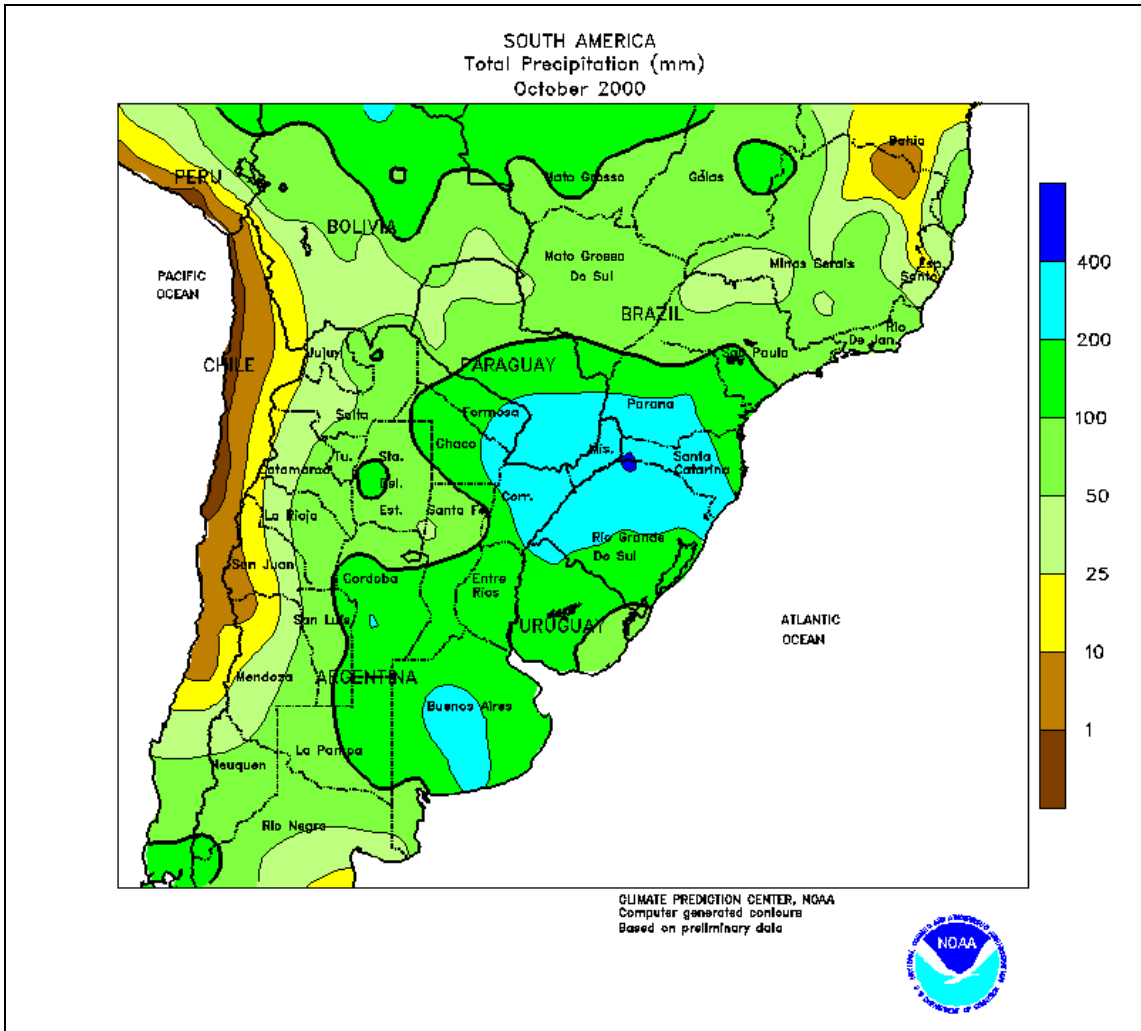 SOUTH AMERICA
Total Precipitation (mm)
October 2000
Bahia
PERU
Mato Grosso
Góias
BOLIVIA
Mato Grosso
Do Sul
Minas Gerais
Esp.
Santo
PACIFIC
OCEAN
BRAZIL
Rio
De Jan.
Sao Paulo
CHILE
Jujuy
PARAGUAY
Salta
Formosa
Parana
Chaco
Tu.
Sta.
Mis.
Santa
Catarina
Catamarca
Del.
Corr.
La Rioja
Est.
Santa Fe
Rio Grande
Do Sul
San Juan
Cordoba
Entre
Rios
San Luis
URUGUAY
ATLANTIC
OCEAN
Mendoza
ARGENTINA
Buenos Aires
La Pampa
Neuquen
Rio Negro
400
200
100
50
25
10
1
CLIMATE PREDICTION CENTER, NOAA
Computer generated contours
Based on preliminary data
NOAA